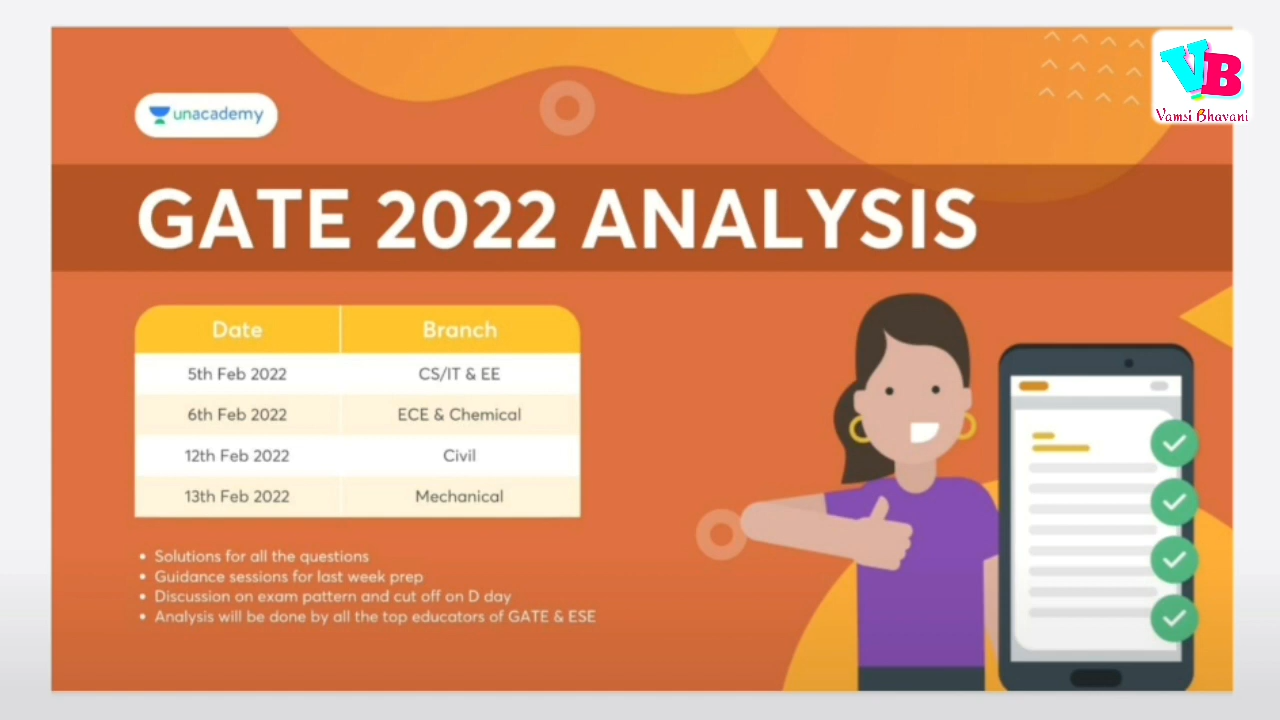 VB
Vamsi Bhavani
unacademy
GATE 2022 ANALYSIS
Date Branch
5th Feb 2022 CS/IT & EE
6th Feb 2022 ECE & Chemical
12th Feb 2022 Civil
13th Feb 2022 Mechanical
• Solutions for all the questions
• Guidance sessions for last week prep
• Discussion on exam pattern and cut off on D day
• Analysis will be done by all the top educators of GATE & ESE